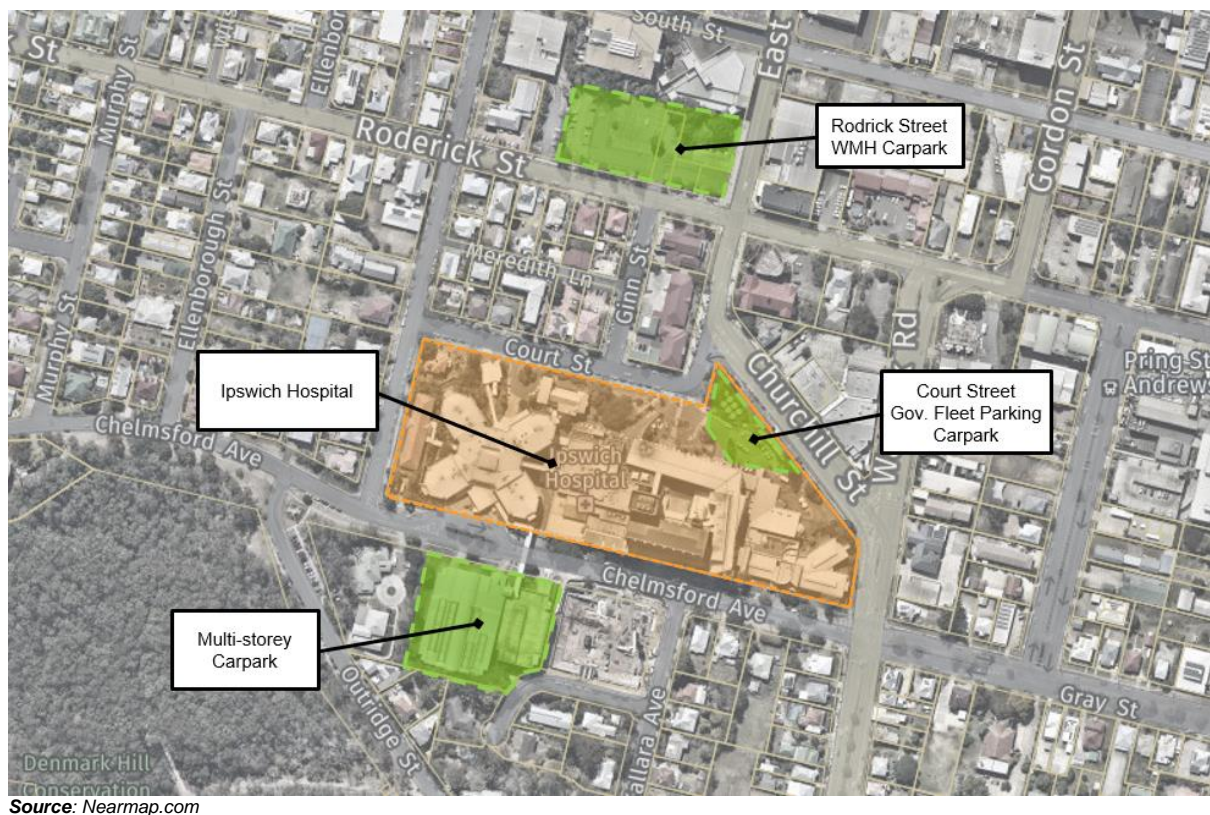 South St
East
Gordon St
k St
Murphy St
Ellenbor
Roderick St
Rodrick Street
WMH Carpark
Ellenborough St
Meredith Ln
Ginn St
Murphy St
Court St
Churchill St
Rd
W
Pring St
Andrews
Ipswich Hospital
Court Street
Gov. Fleet Parking
Carpark
Chelmsford Ave
Ipswich
Hospital
Chelmsford Ave
Multi-storey
Carpark
Outridge St
allara Ave
Gray St
Denmark Hill
Conservation
Source: Nearmap.com